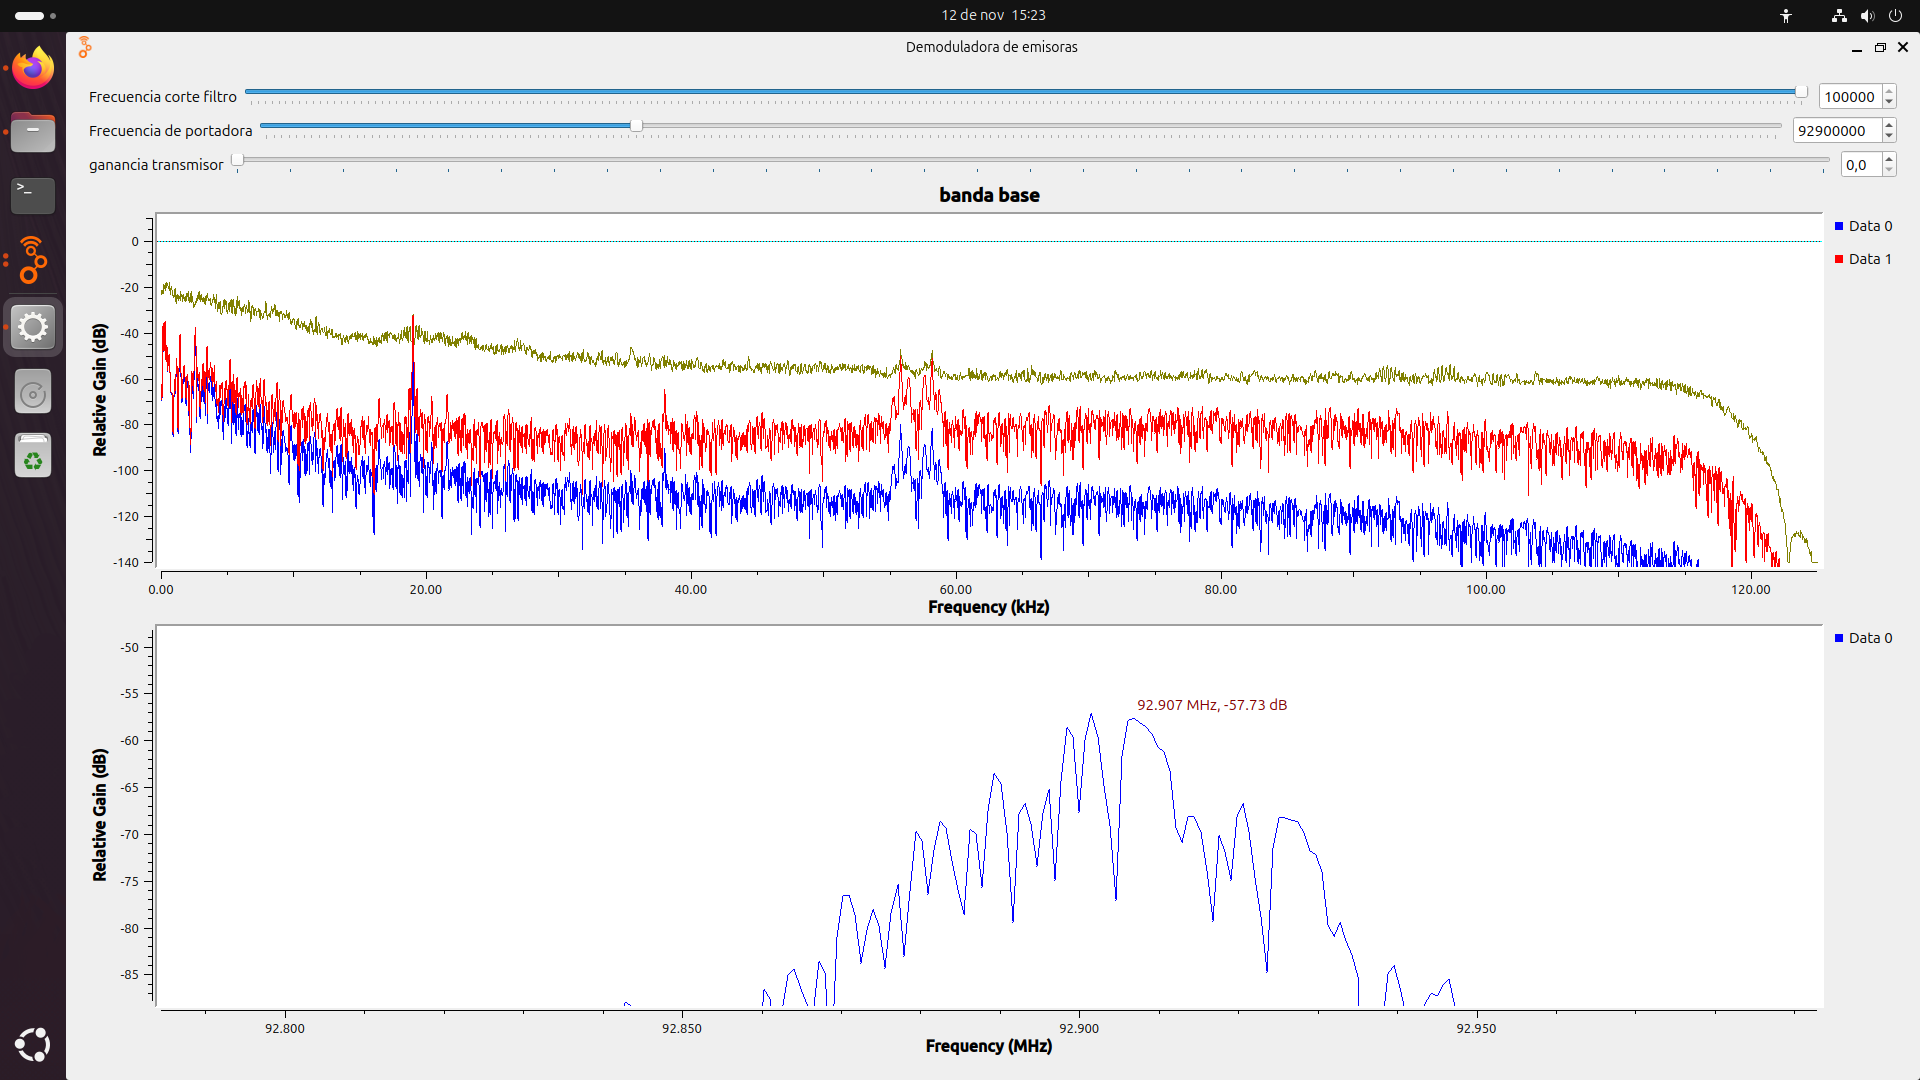 12 de nov 15:23
Demoduladora de emisoras
Frecuencia corte filtro
100000
Frecuencia de portadora
92900000
ganancia transmisor
0,0
banda base
Data 0
Data 1
Relative Gain (dB)
0
-20
-40
-60
-80
-100
-120
-140
0.00
20.00
40.00
60.00
80.00
100.00
120.00
Frequency (kHz)
Data 0
92.907 MHz, -57.73 dB
Relative Gain (dB)
-50
-55
-60
-65
-70
-75
-80
-85
92.800
92.850
92.900
92.950
Frequency (MHz)
>_